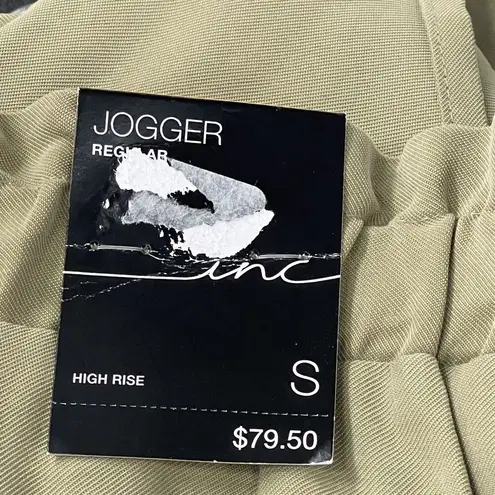 JOGGER
REGULAR
inc
HIGH RISE
S
$79.50